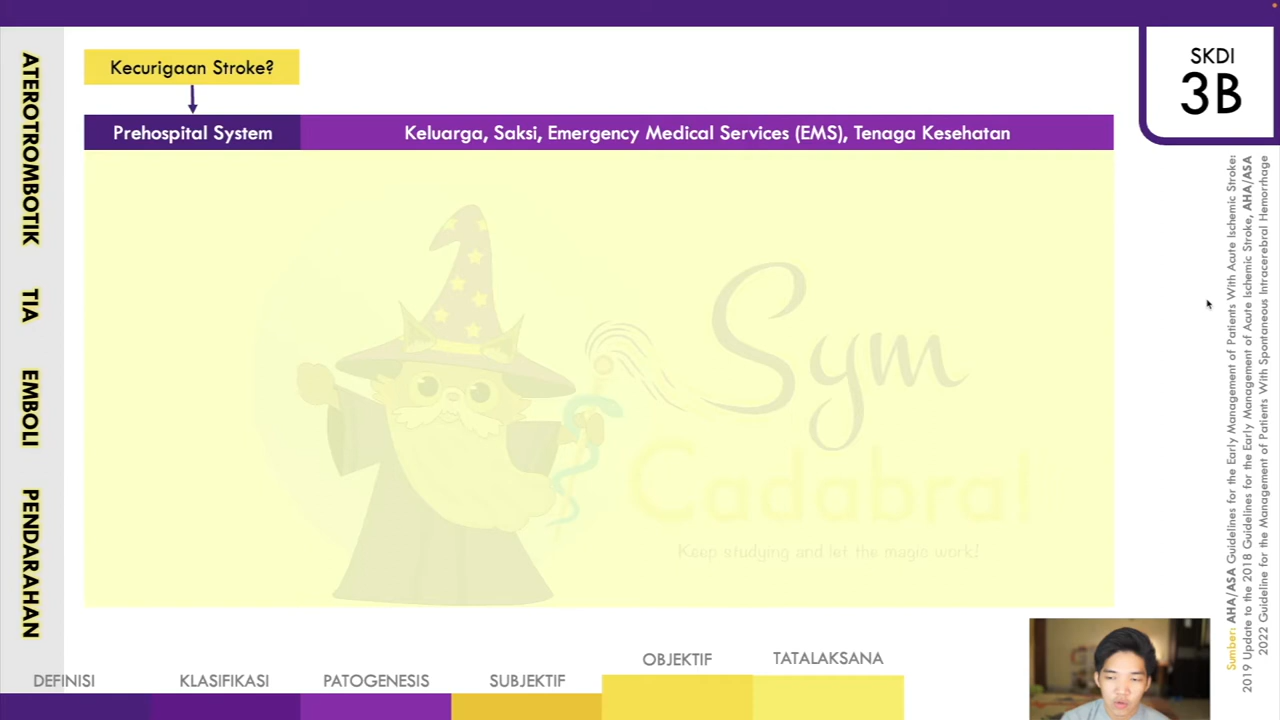 Kecurigaan Stroke?
SKDI
3B
Prehospital System
Keluarga, Saksi, Emergency Medical Services (EMS), Tenaga Kesehatan
ATEROTROMBOTIK
TIA
EMBOLI
PENDARAHAN
Sym
Cadabra!
Keep studying and let the magic work!
Sumber: AHA/ASA Guidelines for the Early Management of Patients With Acute Ischemic Stroke:
2019 Update to the 2018 Guidelines for the Early Management of Acute Ischemic Stroke, AHA/ASA
2022 Guideline for the Management of Patients With Spontaneous Intracerebral Hemorrhage
DEFINISI
KLASIFIKASI
PATOGENESIS
SUBJEKTIF
OBJEKTIF
TATALAKSANA